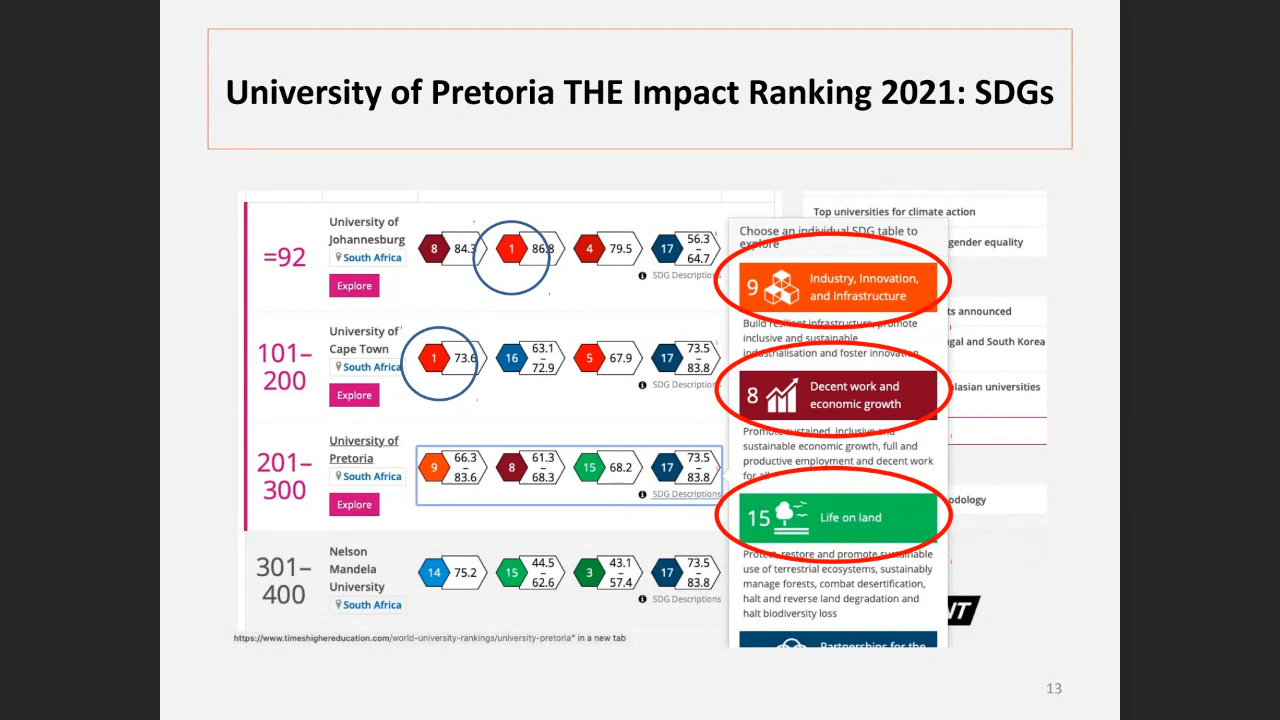 University of Pretoria THE Impact Ranking 2021: SDGs
=92
University of
Johannesburg
South Africa
Explore
8 84.3
1 86.8
4 79.5
17 56.3
–
64.7
SDG Descriptions
101–
200
University of
Cape Town
South Africa
Explore
1 73.6
16 63.1
–
72.9
5 67.9
17 73.5
–
83.8
SDG Descriptions
201–
300
University of
Pretoria
South Africa
Explore
9 66.3
–
83.6
8 61.3
–
68.3
15 68.2
17 73.5
–
83.8
SDG Descriptions
301–
400
Nelson
Mandela
University
South Africa
14 75.2
15 44.5
–
62.6
3 43.1
–
57.4
17 73.5
–
83.8
SDG Descriptions
https://www.timeshighereducation.com/world-university-rankings/university-pretoria" in a new tab
Choose an individual SDG table to
explore
9 Industry, Innovation,
and Infrastructure
Build resilient infrastructure, promote
inclusive and sustainable
industrialisation and foster innovation
8 Decent work and
economic growth
Promote sustained, inclusive and
sustainable economic growth, full and
productive employment and decent work
for all
15 Life on land
Protect, restore and promote sustainable
use of terrestrial ecosystems, sustainably
manage forests, combat desertification,
halt and reverse land degradation and
halt biodiversity loss
Partnerships for the
Top universities for climate action
gender equality
ts announced
gal and South Korea
lasian universities
odology
NT
13